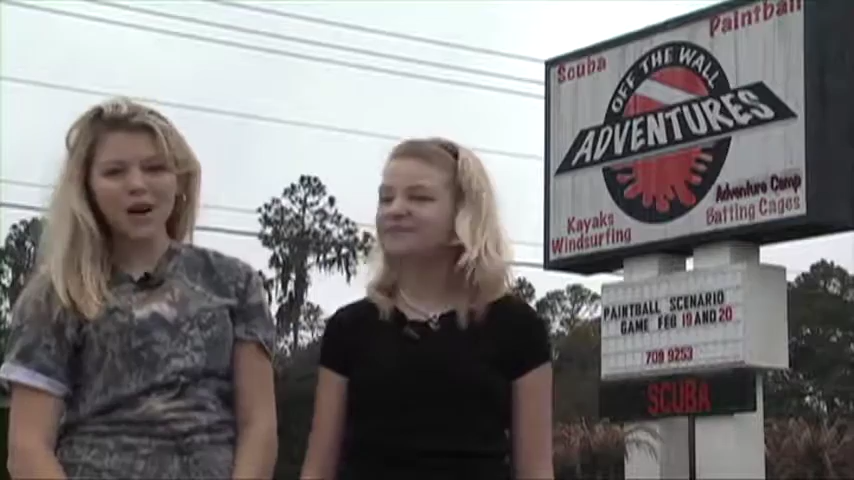 Scuba
Paintball
OFF THE WALL
ADVENTURES
Kayaks
Windsurfing
Adventure Camp
Batting Cages
PAINTBALL SCENARIO
GAME FEB 19 AND 20
709 9253
SCUBA